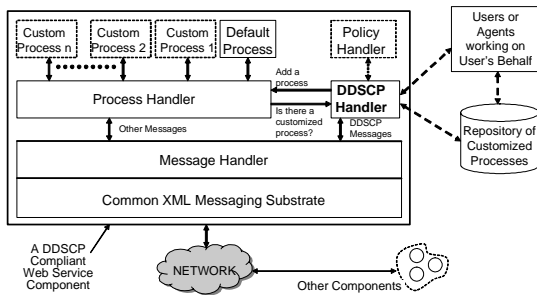 Custom
Process n
Custom
Process 2
Custom
Process 1
Default
Process
Policy
Handler
Users or
Agents
working on
User's Behalf
Add a
process
Process Handler
DDSCP
Handler
Is there a
customized
process?
Other Messages
DDSCP
Messages
Repository of
Customized
Processes
Message Handler
Common XML Messaging Substrate
A DDSCP
Compliant
Web Service
Component
NETWORK
Other Components